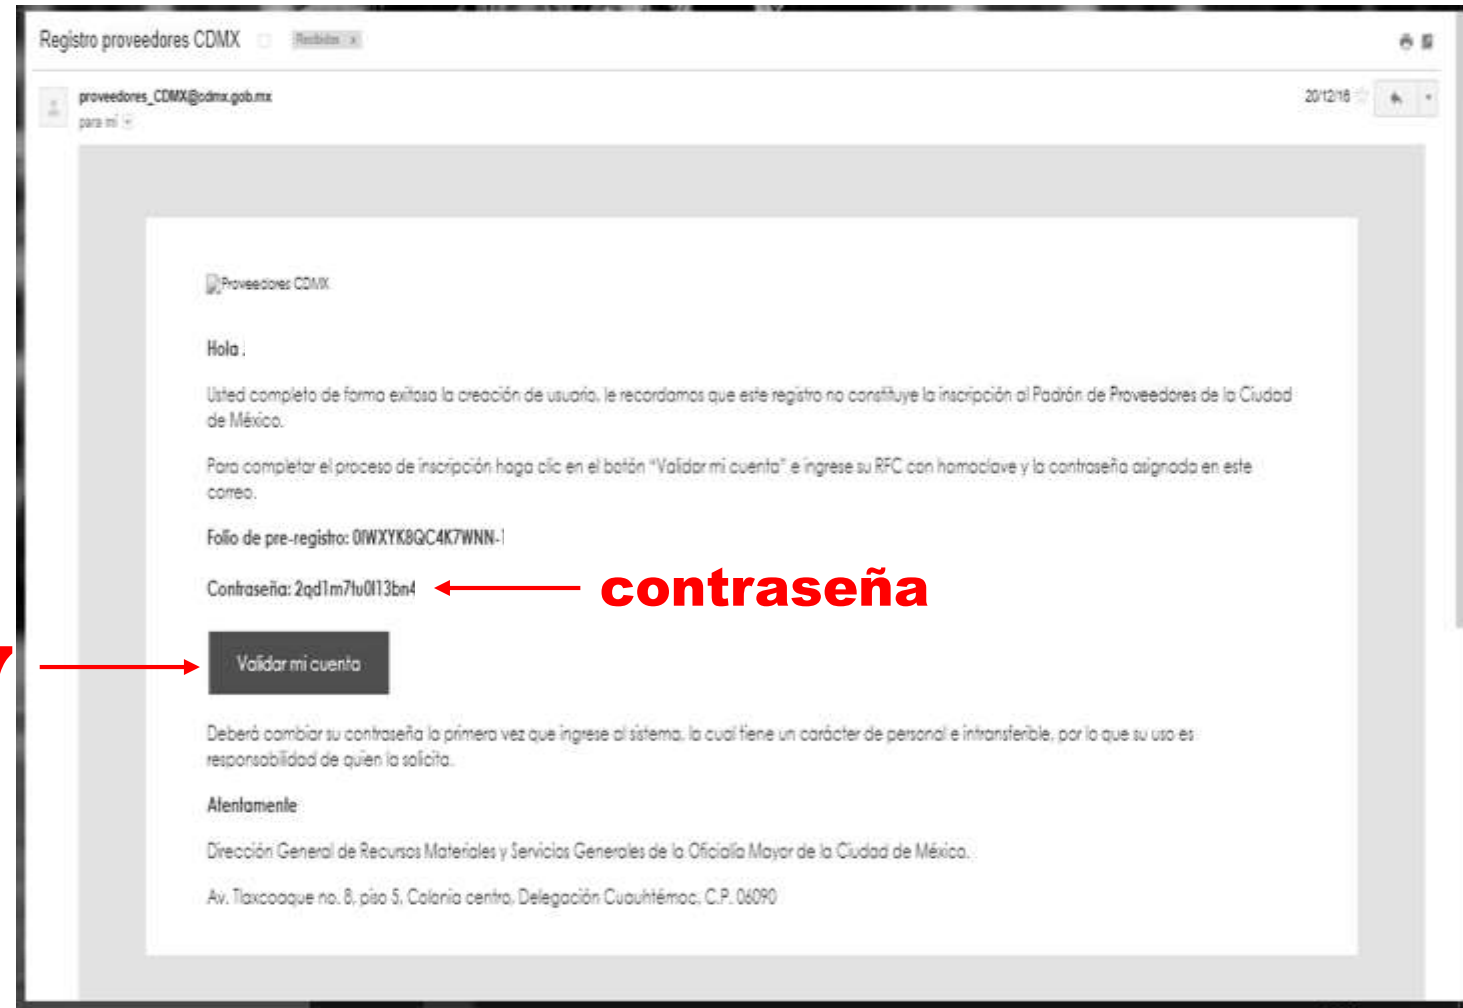 Registro proveedores CDMX
Recibidos x
proveedores_CDMX@cdmx.gob.mx
20/12/16
para mí
Proveedores CDMX
Hola .
Usted completo de forma exitosa la creación de usuario, le recordamos que este registro no constituye la inscripción al Padrón de Proveedores de la Ciudad
de México.
Para completar el proceso de inscripción haga clic en el botón "Validar mi cuenta" e ingrese su RFC con homoclave y la contraseña asignada en este
correo.
Folio de pre-registro: 0IWXYK8QC4K7WNN-
Contraseña:
contraseña
7
Validar mi cuenta
Deberá cambiar su contraseña la primera vez que ingrese al sistema, la cual tiene un carácter de personal e intransferible, por lo que su uso es
responsabilidad de quien la solicita.
Atentamente
Dirección General de Recursos Materiales y Servicios Generales de la Oficialía Mayor de la Ciudad de México.
Av. Tlaxcoaque no. 8, piso 5, Colonia centro, Delegación Cuauhtémoc, C.P. 06090